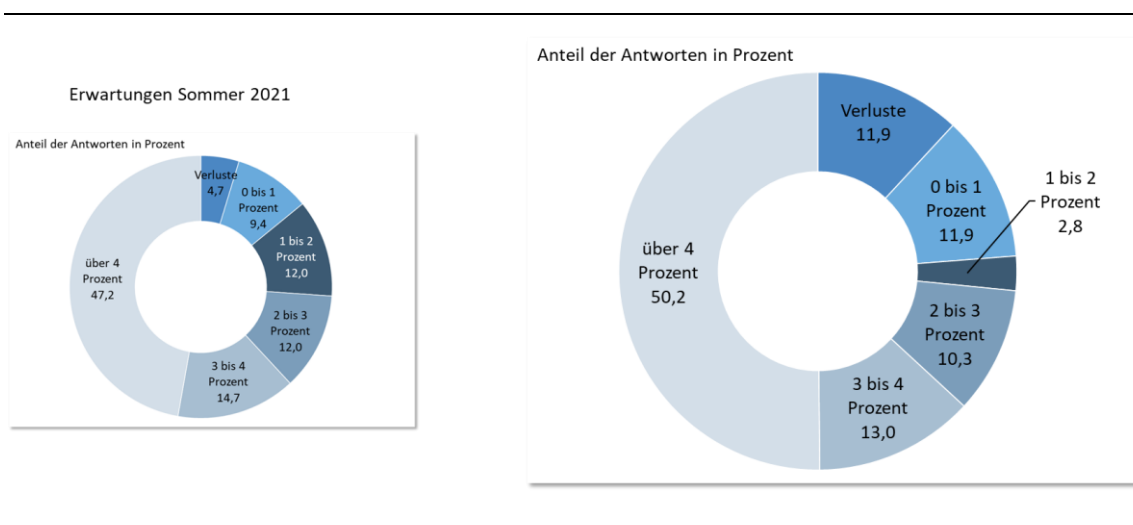 Erwartungen Sommer 2021
Anteil der Antworten in Prozent
Verluste
4,7
0 bis 1
Prozent
9,4
1 bis 2
Prozent
12,0
2 bis 3
Prozent
12,0
3 bis 4
Prozent
14,7
über 4
Prozent
47,2
Anteil der Antworten in Prozent
Verluste
11,9
0 bis 1
Prozent
11,9
1 bis 2
Prozent
2,8
2 bis 3
Prozent
10,3
3 bis 4
Prozent
13,0
über 4
Prozent
50,2